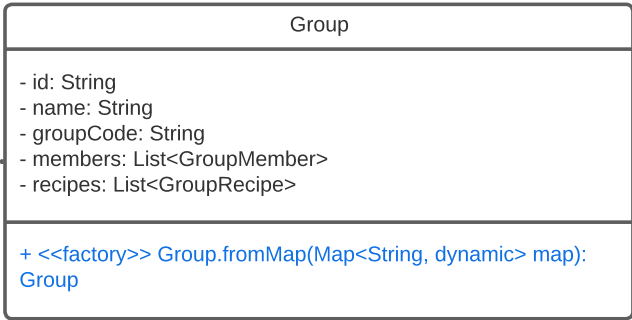 Group
- id: String
- name: String
- groupCode: String
- members: List<GroupMember>
- recipes: List<GroupRecipe>
+ <<factory>> Group.fromMap(Map<String, dynamic> map):
Group